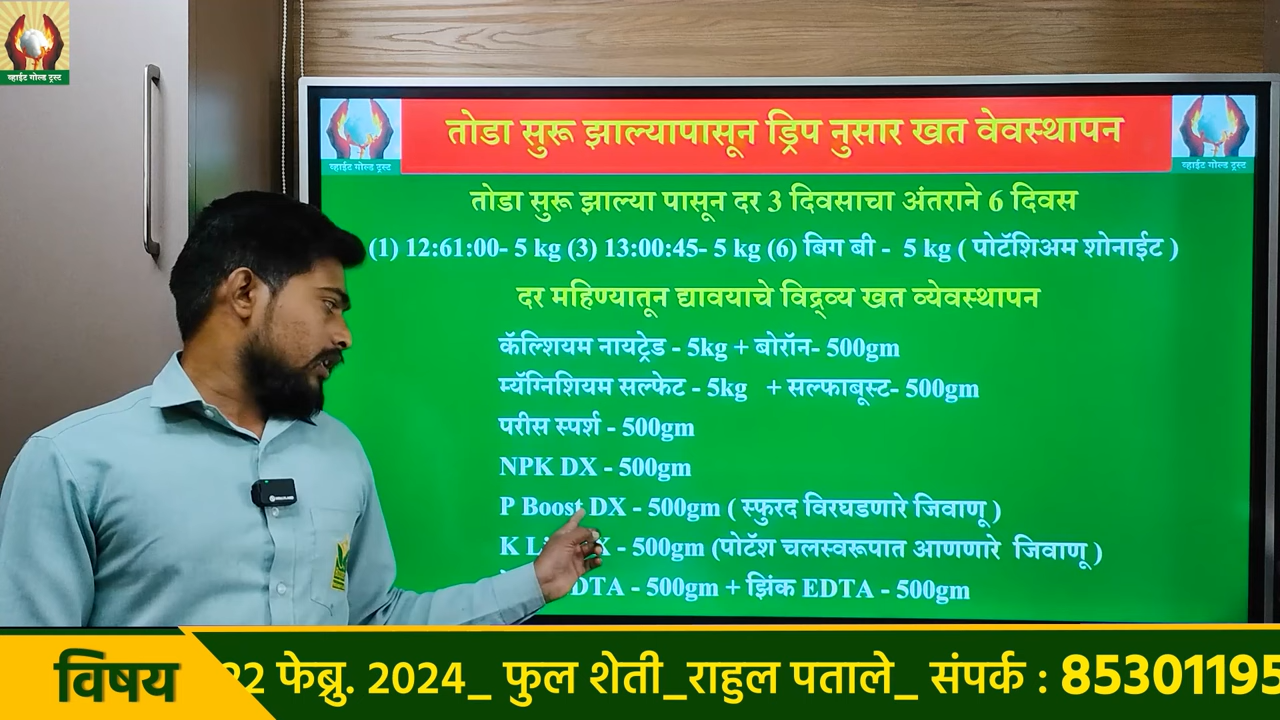 व्हाईट गोल्ड ट्रस्ट
तोडा सुरू झाल्यापासून ड्रिप नुसार खत वेवस्थापन
व्हाईट गोल्ड ट्रस्ट
व्हाईट गोल्ड ट्रस्ट
तोडा सुरू झाल्या पासून दर 3 दिवसाचा अंतराने 6 दिवस
(1) 12:61:00- 5 kg (3) 13:00:45- 5 kg (6) बिग बी - 5 kg ( पोटॅशिअम शोनाईट )
दर महिण्यातून द्यावयाचे विद्रव्य खत व्येवस्थापन
कॅल्शियम नायट्रेड - 5kg + बोरॉन- 500gm
म्यॅग्निशियम सल्फेट - 5kg + सल्फाबूस्ट- 500gm
परीस स्पर्श - 500gm
NPK DX - 500gm
P Boost DX - 500gm ( स्फुरद विरघडणारे जिवाणू )
K - 500gm (पोटॅश चलस्वरूपात आणणारे जिवाणू )
- 500gm + झिंक EDTA - 500gm
विषय
22 फेब्रु. 2024_ फुल शेती_राहुल पताले_ संपर्क : 85301195